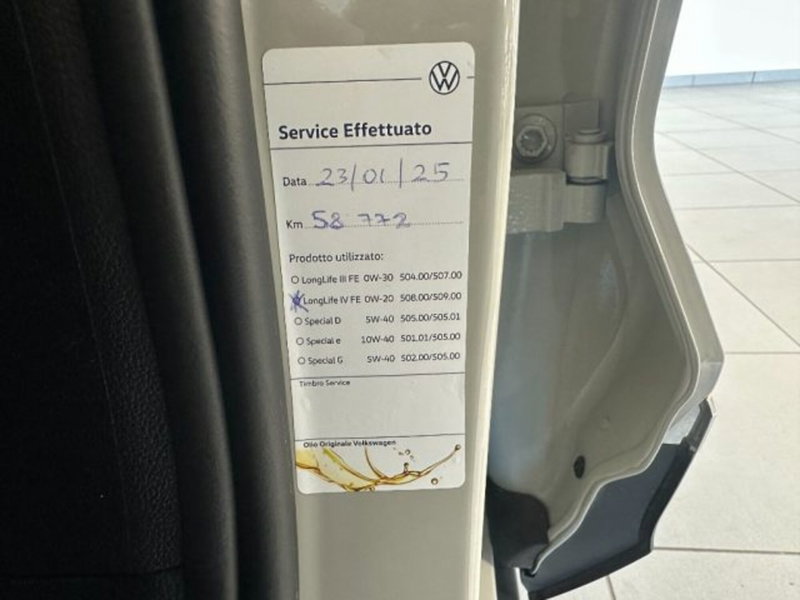 Service Effettuato
Data 23/01/25
Km 58 772
Prodotto utilizzato:
LongLife III FE 0W-30 504.00/507.00
LongLife IV FE 0W-20 508.00/509.00
Special D 5W-40 505.00/505.01
Special e 10W-40 501.01/505.00
Special G 5W-40 502.00/505.00
Timbro Service
Olio Originale Volkswagen